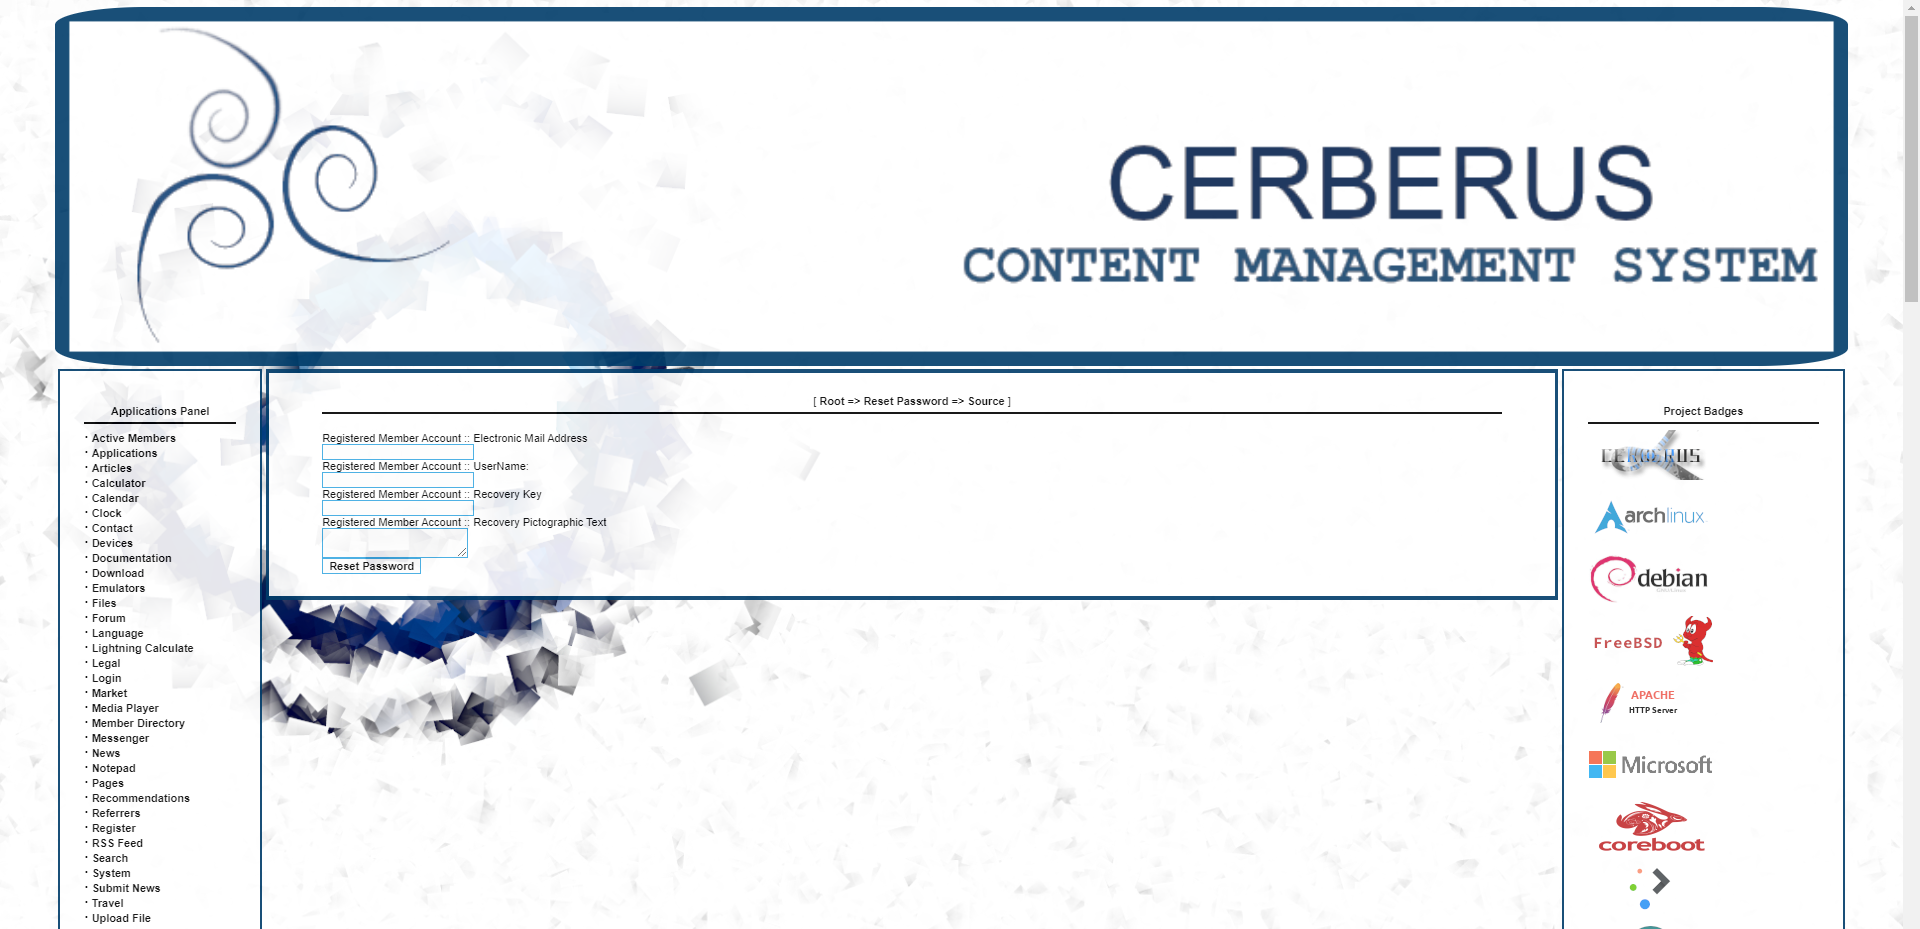 CERBERUS
CONTENT MANAGEMENT SYSTEM
Applications Panel
· Active Members
· Applications
· Articles
· Calculator
· Calendar
· Clock
· Contact
· Devices
· Documentation
· Download
· Emulators
· Files
· Forum
· Language
· Lightning Calculate
· Legal
· Login
· Market
· Media Player
· Member Directory
· Messenger
· News
· Notepad
· Pages
· Recommendations
· Referrers
· Register
· RSS Feed
· Search
· System
· Submit News
· Travel
· Upload File
[ Root => Reset Password => Source ]
Registered Member Account :: Electronic Mail Address
Registered Member Account :: UserName:
Registered Member Account :: Recovery Key
Registered Member Account :: Recovery Pictographic Text
Reset Password
Project Badges
CERBERUS
archlinux
debian
FreeBSD
APACHE
HTTP Server
Microsoft
coreboot